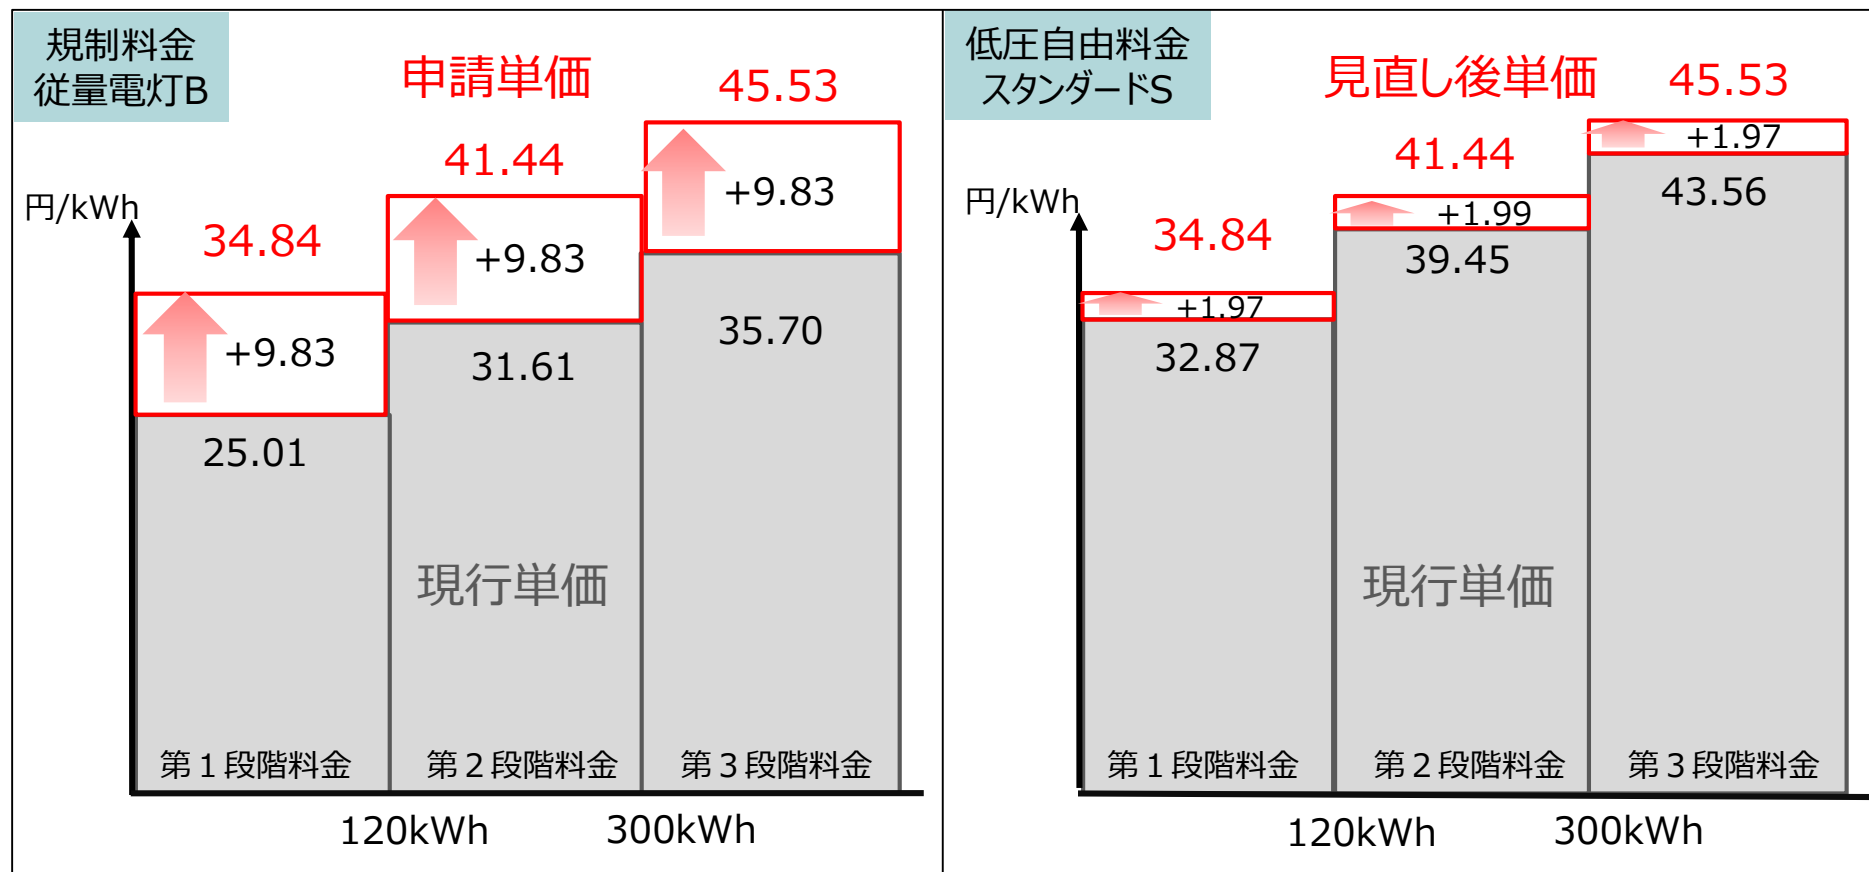 規制料金
従量電灯B
申請単価
45.53
41.44
34.84
円/kWh
+9.83
+9.83
+9.83
35.70
31.61
25.01
現行単価
第１段階料金
第２段階料金
第３段階料金
120kWh
300kWh
低圧自由料金
スタンダードS
見直し後単価
45.53
41.44
34.84
円/kWh
+1.97
+1.99
+1.97
43.56
39.45
32.87
現行単価
第１段階料金
第２段階料金
第３段階料金
120kWh
300kWh